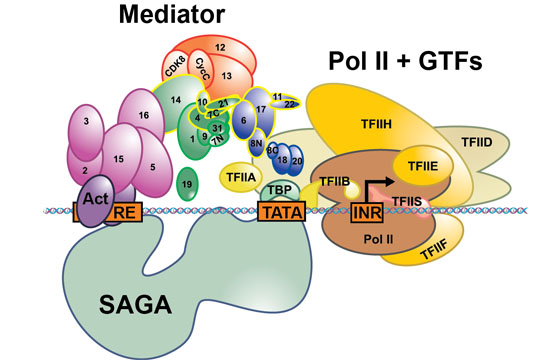 Mediator
Pol II + GTFs
12
CDK8
CycC
13
14
10
21
7C
4
11
22
17
6
3
16
1
9
31
7N
8N
8C
18
20
15
2
5
19
TFIIH
TFIID
TFIIE
TFIIA
TFIIB
TFIIS
TBP
Act
RE
TATA
INR
Pol II
TFIIF
SAGA